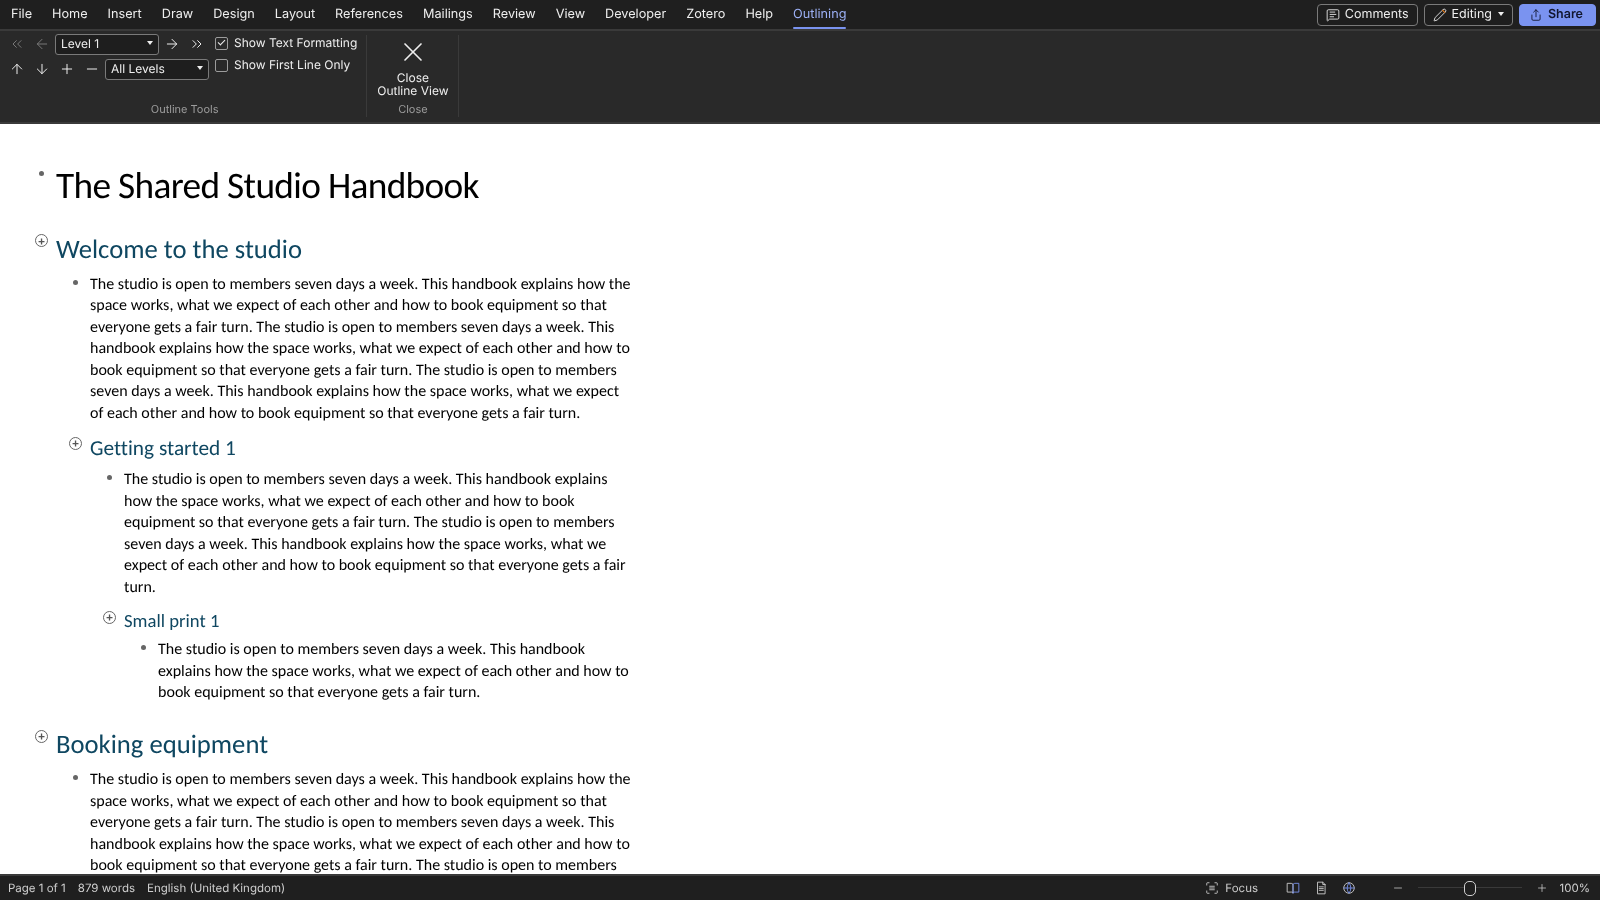 File Home Insert Draw Design Layout References Mailings Review View Developer Zotero Help Outlining Comments Editing Share
Level 1 Show Text Formatting
All Levels Show First Line Only
Close
Outline View
Outline Tools Close
The Shared Studio Handbook
Welcome to the studio
The studio is open to members seven days a week. This handbook explains how the
space works, what we expect of each other and how to book equipment so that
everyone gets a fair turn. The studio is open to members seven days a week. This
handbook explains how the space works, what we expect of each other and how to
book equipment so that everyone gets a fair turn. The studio is open to members
seven days a week. This handbook explains how the space works, what we expect
of each other and how to book equipment so that everyone gets a fair turn.
Getting started 1
The studio is open to members seven days a week. This handbook explains
how the space works, what we expect of each other and how to book
equipment so that everyone gets a fair turn. The studio is open to members
seven days a week. This handbook explains how the space works, what we
expect of each other and how to book equipment so that everyone gets a fair
turn.
Small print 1
The studio is open to members seven days a week. This handbook
explains how the space works, what we expect of each other and how to
book equipment so that everyone gets a fair turn.
Booking equipment
The studio is open to members seven days a week. This handbook explains how the
space works, what we expect of each other and how to book equipment so that
everyone gets a fair turn. The studio is open to members seven days a week. This
handbook explains how the space works, what we expect of each other and how to
book equipment so that everyone gets a fair turn. The studio is open to members
Page 1 of 1 879 words English (United Kingdom) Focus 100%